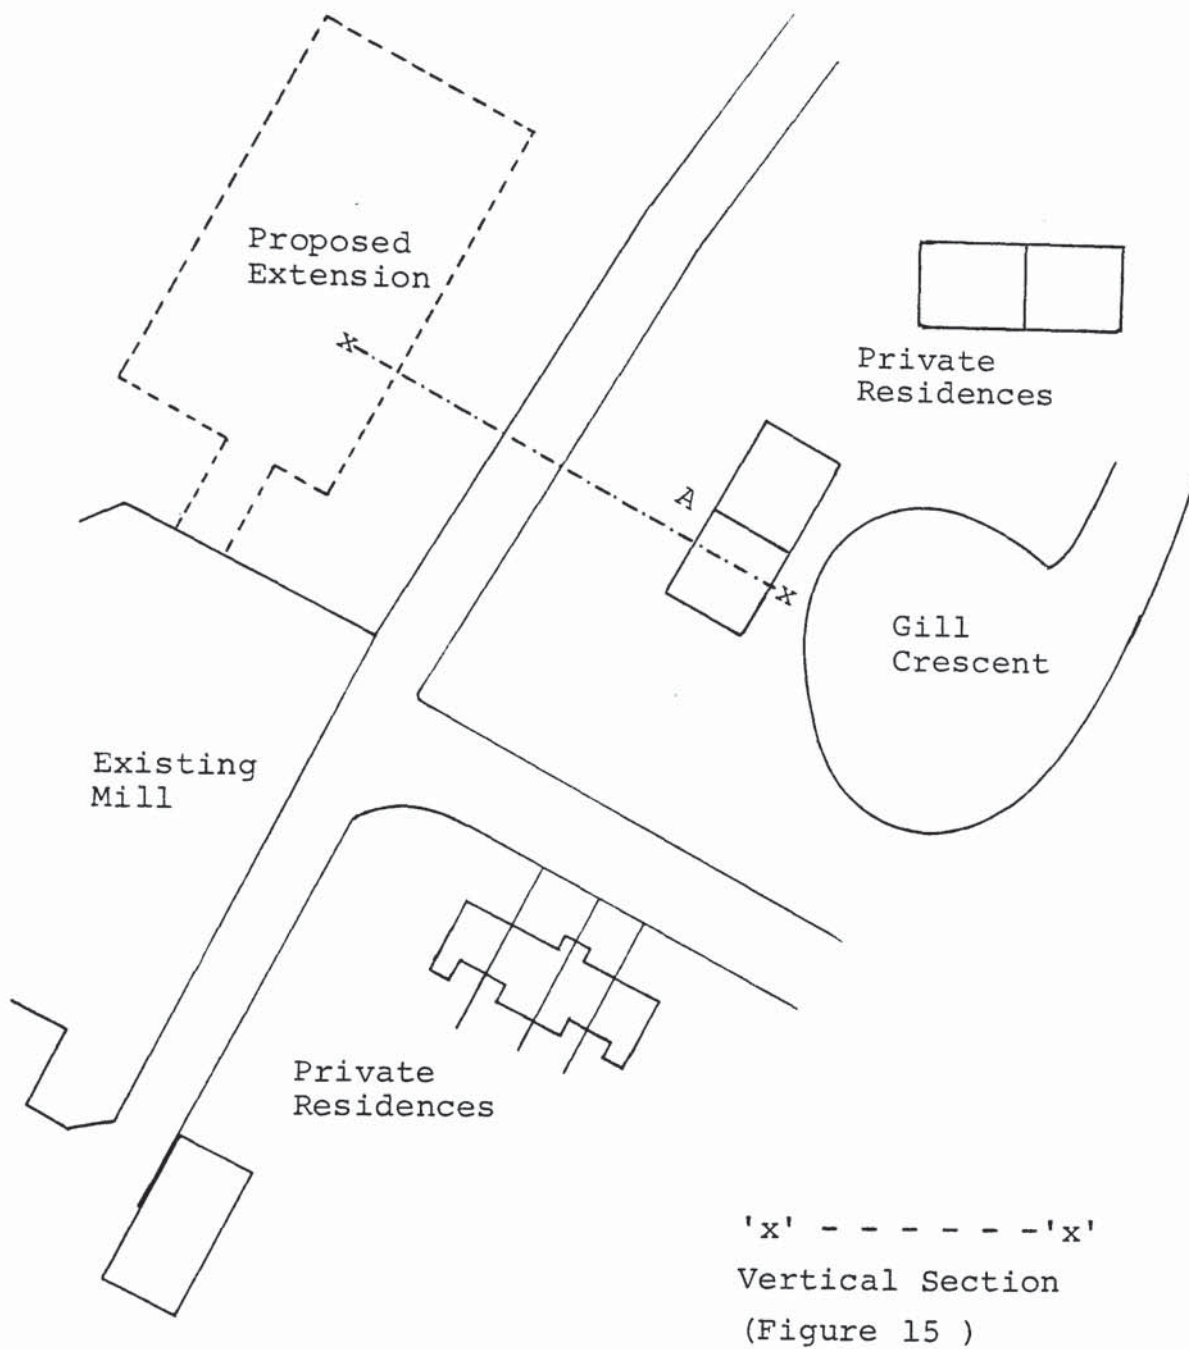 Proposed
Extension
x
Private
Residences
A
x
Gill
Crescent
Existing
Mill
Private
Residences
'x' - - - - - -'x'
Vertical Section
(Figure 15 )